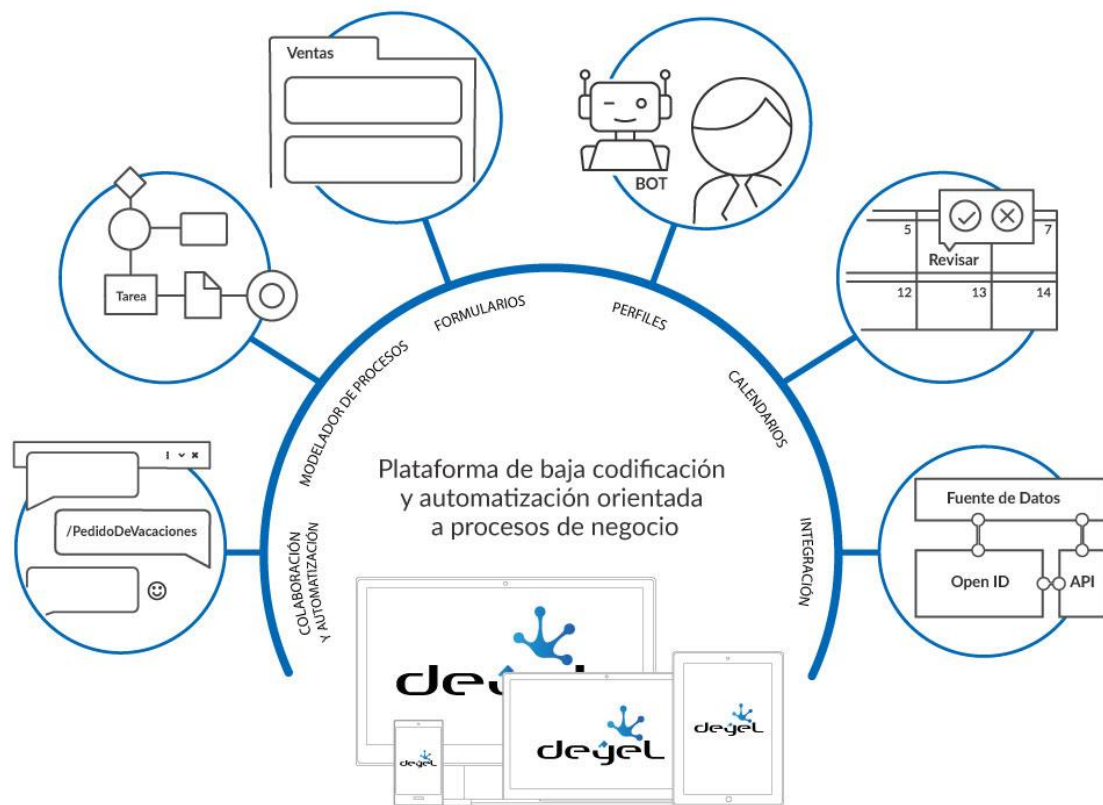 Ventas
BOT
5
7
Revisar
12
13
14
Tarea
/PedidoDeVacaciones
Fuente de Datos
Open ID
API
COLABORACIÓN
Y AUTOMATIZACIÓN
MODELADOR DE PROCESOS
FORMULARIOS
PERFILES
CALENDARIOS
INTEGRACIÓN
Plataforma de baja codificación
y automatización orientada
a procesos de negocio
deyel
deyel
deyel
deyel